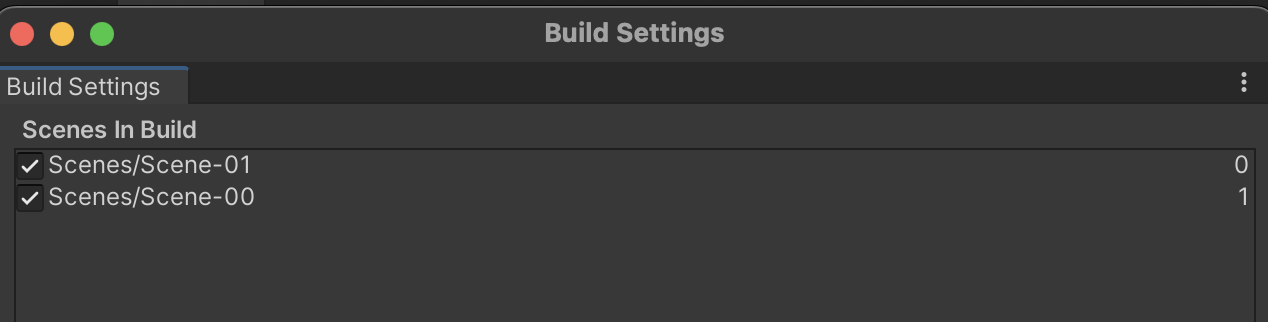 Build Settings
Build Settings
Scenes In Build
Scenes/Scene-01 0
Scenes/Scene-00 1